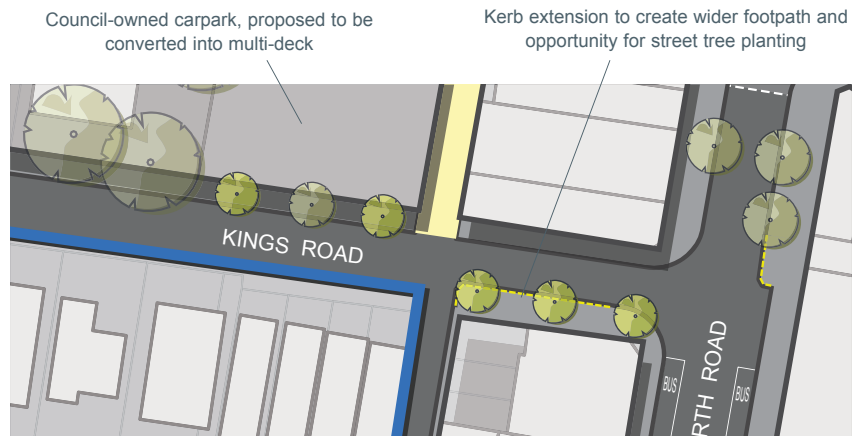 Council-owned carpark, proposed to be
converted into multi-deck
Kerb extension to create wider footpath and
opportunity for street tree planting
KINGS ROAD
BUS
RTH ROAD
BUS